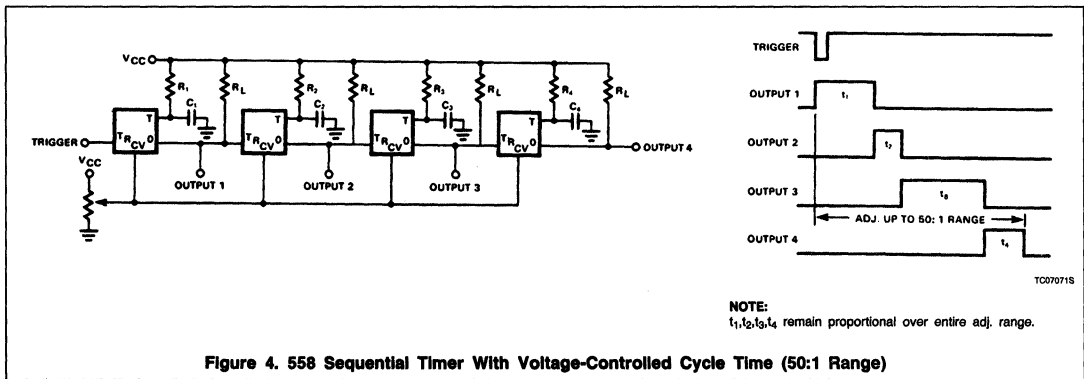 VCC
R1
RL
R2
RL
R3
RL
R4
RL
C1
C2
C3
C4
T
T
T
T
TRIGGER
TR CV O
TR CV O
TR CV O
TR CV O
OUTPUT 4
VCC
OUTPUT 1
OUTPUT 2
OUTPUT 3
TRIGGER
OUTPUT 1
t1
OUTPUT 2
t2
OUTPUT 3
t8
ADJ. UP TO 50: 1 RANGE
OUTPUT 4
t4
TC07071S
NOTE:
t1,t2,t3,t4 remain proportional over entire adj. range.
Figure 4. 558 Sequential Timer With Voltage-Controlled Cycle Time (50:1 Range)